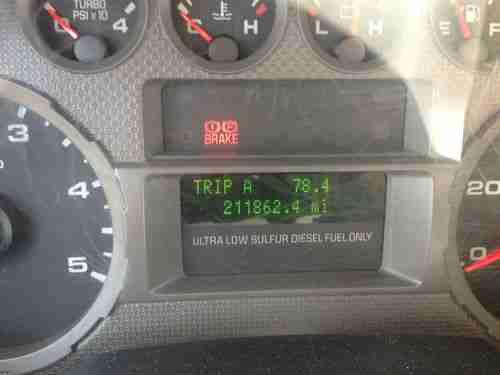 TURBO
PSI x 10
0 4
C H
L H
E F
BRAKE
3
4
5
TRIP A 78.4
211862.4 mi
ULTRA LOW SULFUR DIESEL FUEL ONLY
20
0